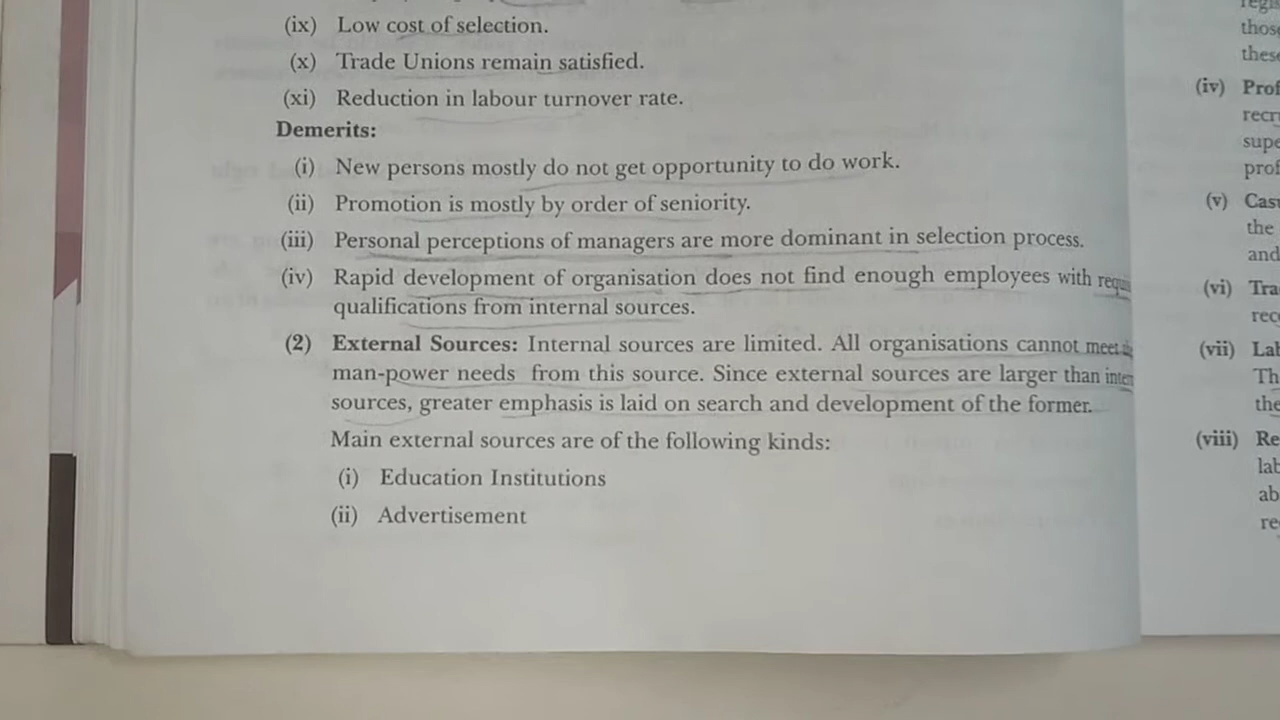 (ix) Low cost of selection.
(x) Trade Unions remain satisfied.
(xi) Reduction in labour turnover rate.
Demerits:
(i) New persons mostly do not get opportunity to do work.
(ii) Promotion is mostly by order of seniority.
(iii) Personal perceptions of managers are more dominant in selection process.
(iv) Rapid development of organisation does not find enough employees with
qualifications from internal sources.
(2) External Sources: Internal sources are limited. All organisations cannot meet
man-power needs from this source. Since external sources are larger than
sources, greater emphasis is laid on search and development of the former.
Main external sources are of the following kinds:
(i) Education Institutions
(ii) Advertisement
(iv)
(v)
the
and
(vi)
(vii)
the
(viii)